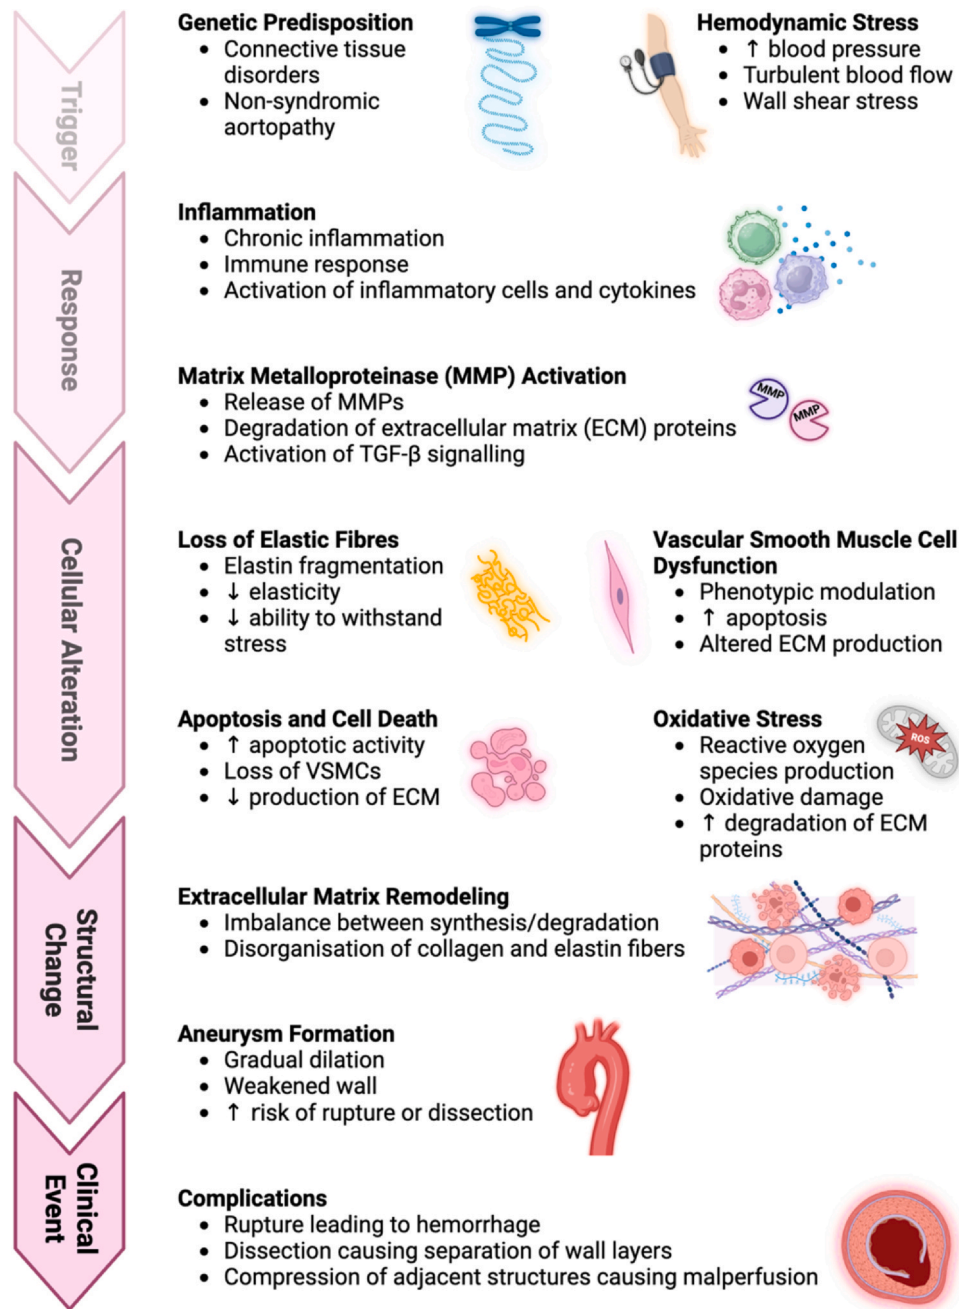 Genetic Predisposition
• Connective tissue
disorders
• Non-syndromic
aortopathy
Hemodynamic Stress
• ↑ blood pressure
• Turbulent blood flow
• Wall shear stress
Trigger
Inflammation
• Chronic inflammation
• Immune response
• Activation of inflammatory cells and cytokines
Response
Matrix Metalloproteinase (MMP) Activation
• Release of MMPs
• Degradation of extracellular matrix (ECM) proteins
• Activation of TGF-β signalling
MMP
MMP
Loss of Elastic Fibres
• Elastin fragmentation
• ↓ elasticity
• ↓ ability to withstand
stress
Vascular Smooth Muscle Cell
Dysfunction
• Phenotypic modulation
• ↑ apoptosis
• Altered ECM production
Cellular Alteration
Apoptosis and Cell Death
• ↑ apoptotic activity
• Loss of VSMCs
• ↓ production of ECM
Oxidative Stress
• Reactive oxygen
species production
• Oxidative damage
• ↑ degradation of ECM
proteins
ROS
Extracellular Matrix Remodeling
• Imbalance between synthesis/degradation
• Disorganisation of collagen and elastin fibers
Structural
Change
Aneurysm Formation
• Gradual dilation
• Weakened wall
• ↑ risk of rupture or dissection
Clinical
Event
Complications
• Rupture leading to hemorrhage
• Dissection causing separation of wall layers
• Compression of adjacent structures causing malperfusion